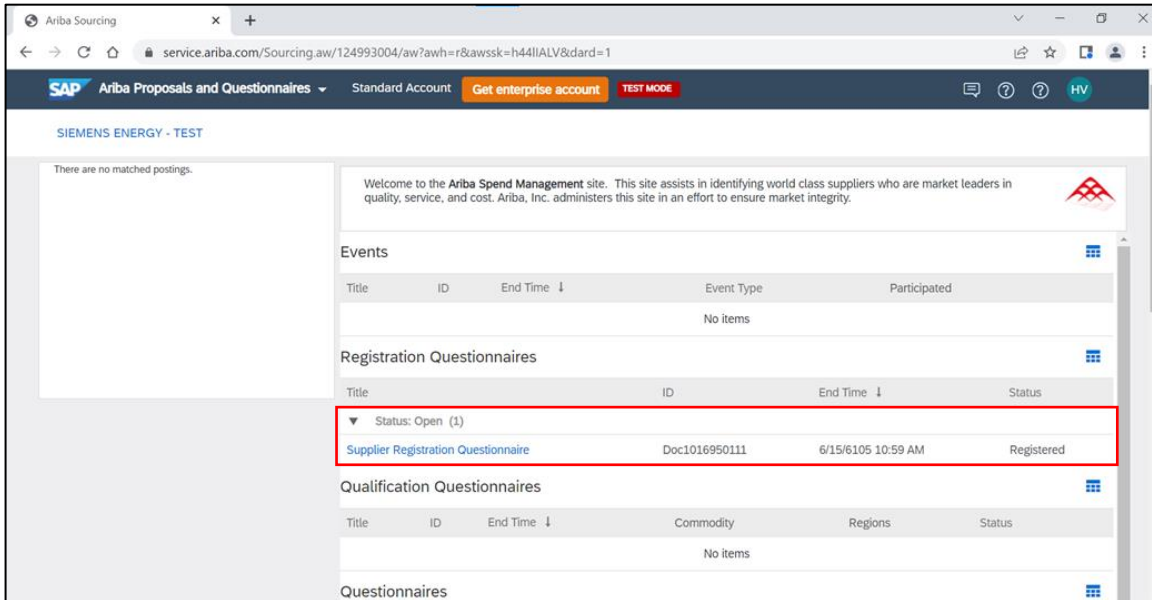 Ariba Sourcing
service.ariba.com/Sourcing.aw/124993004/aw?awh=r&awssk=h44lIALV&dard=1
SAP Ariba Proposals and Questionnaires Standard Account Get enterprise account TEST MODE HV
SIEMENS ENERGY - TEST
There are no matched postings.
Welcome to the Ariba Spend Management site. This site assists in identifying world class suppliers who are market leaders in
quality, service, and cost. Ariba, Inc. administers this site in an effort to ensure market integrity.
Events
Title ID End Time ↓ Event Type Participated
No items
Registration Questionnaires
Title ID End Time ↓ Status
▼ Status: Open (1)
Supplier Registration Questionnaire Doc1016950111 6/15/6105 10:59 AM Registered
Qualification Questionnaires
Title ID End Time ↓ Commodity Regions Status
No items
Questionnaires